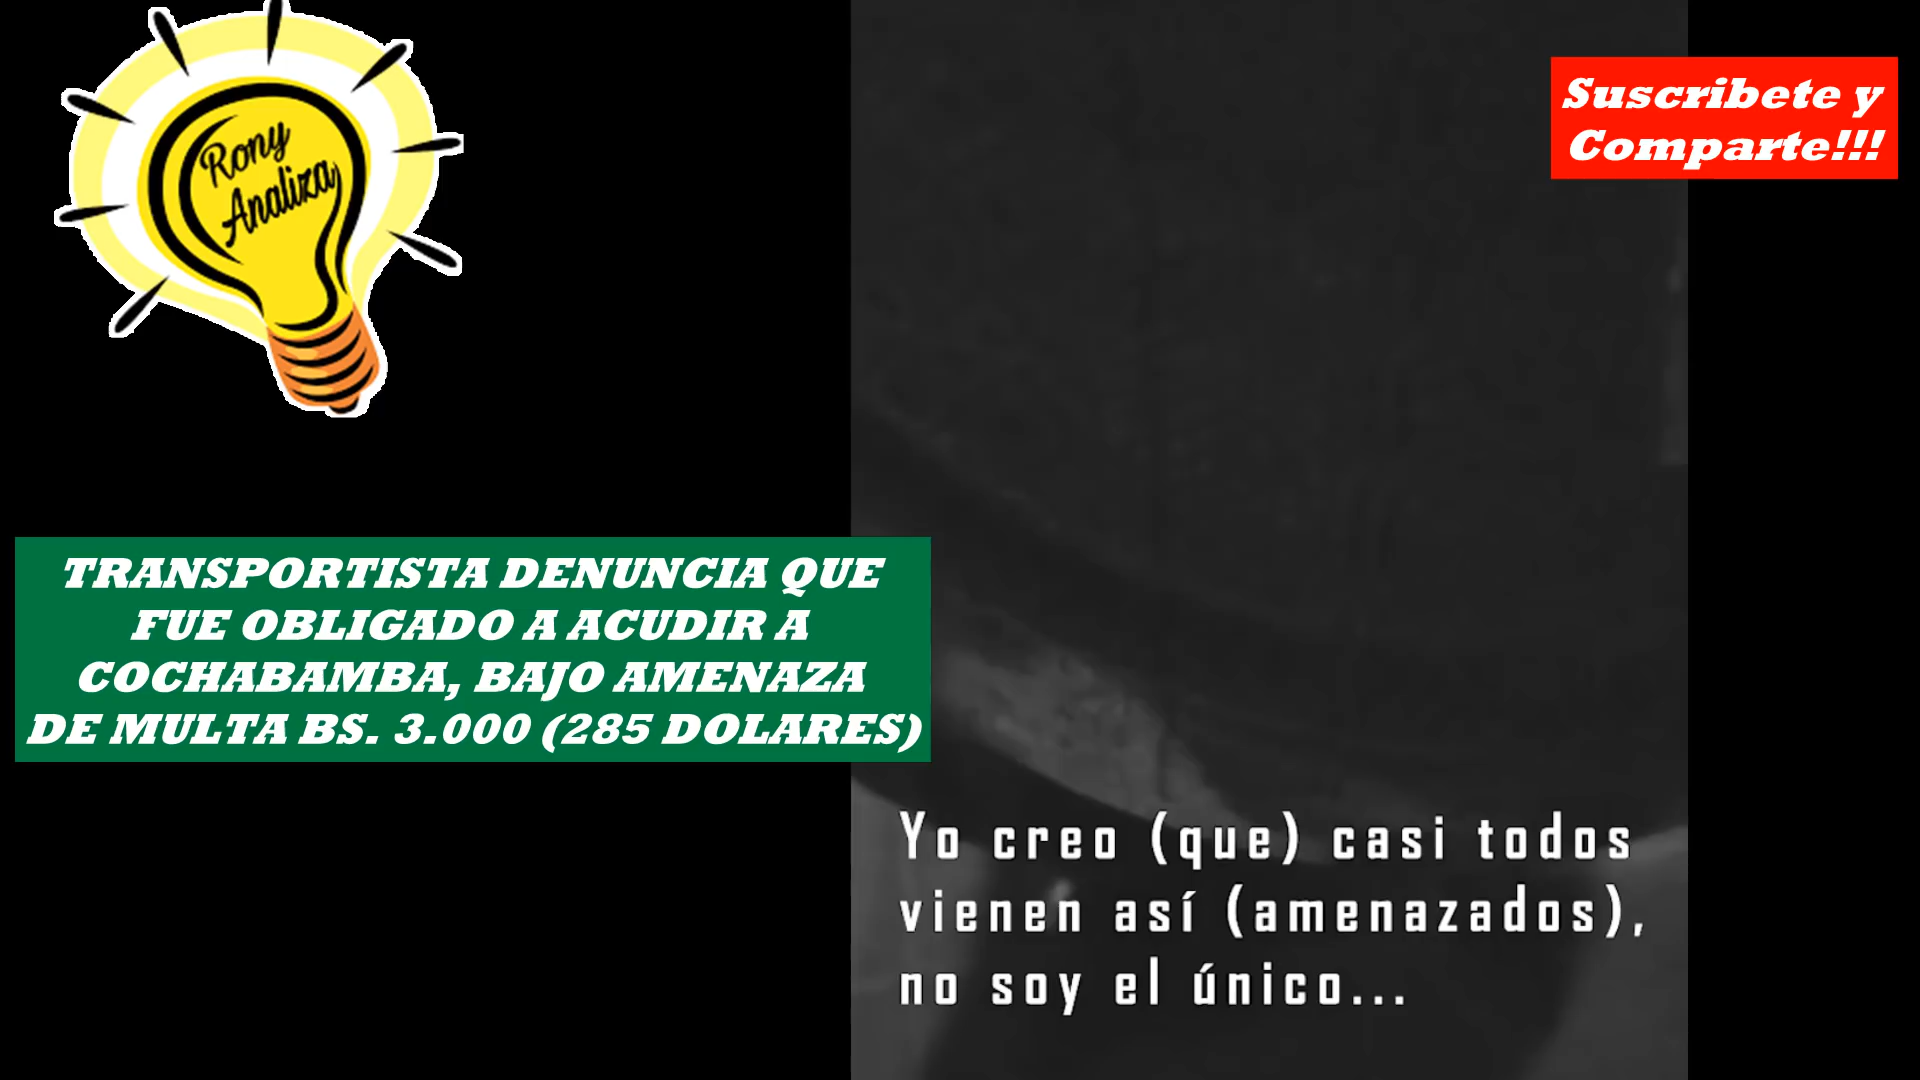 Rony
Analiza
Suscribete y
Comparte!!!
TRANSPORTISTA DENUNCIA QUE
FUE OBLIGADO A ACUDIR A
COCHABAMBA, BAJO AMENAZA
DE MULTA BS. 3.000 (285 DOLARES)
Yo creo (que) casi todos
vienen así (amenazados),
no soy el único...